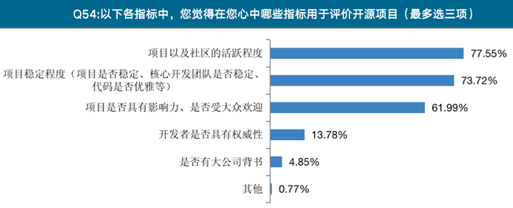 Q54:以下各指标中，您觉得在您心中哪些指标用于评价开源项目（最多选三项）
项目以及社区的活跃程度 77.55%
项目稳定程度（项目是否稳定、核心开发团队是否稳定、
代码是否优雅等） 73.72%
项目是否具有影响力、是否受大众欢迎 61.99%
开发者是否具有权威性 13.78%
是否有大公司背书 4.85%
其他 0.77%